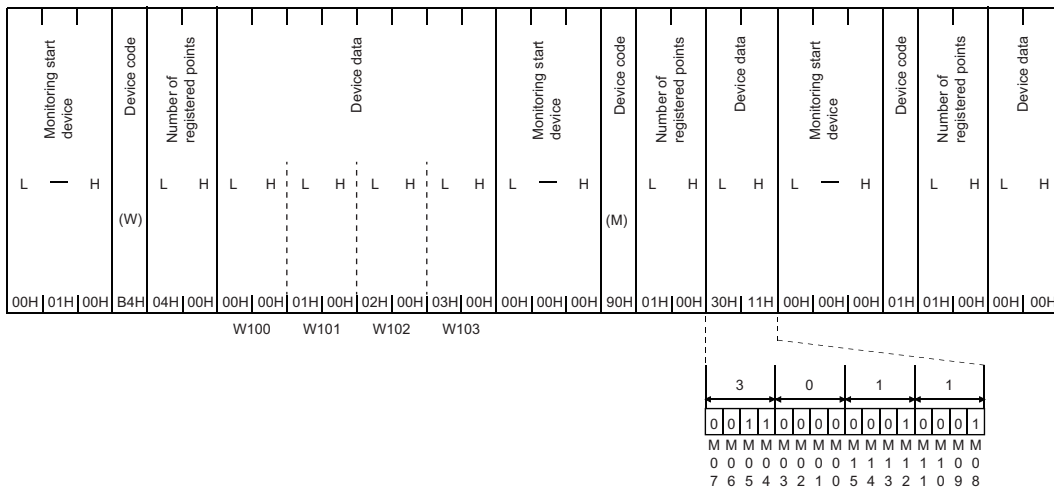 Monitoring start device
Device code
Number of registered points
Device data
Monitoring start device
Device code
Number of registered points
Device data
Monitoring start device
Device code
Number of registered points
Device data
L — H L H L H L H L H L H L — H L H L H L — H L H L H
(W) (M)
00H 01H 00H B4H 04H 00H 00H 00H 01H 00H 02H 00H 03H 00H 00H 00H 00H 90H 01H 00H 30H 11H 00H 00H 00H 01H 01H 00H 00H 00H
W100 W101 W102 W103
3 0 1 1
0 0 1 1 0 0 0 0 0 0 0 1 0 0 0 1
M M M M M M M M M M M M M M M M
0 0 0 0 0 0 0 0 1 1 1 1 1 1 0 0
7 6 5 4 3 2 1 0 5 4 3 2 1 0 9 8